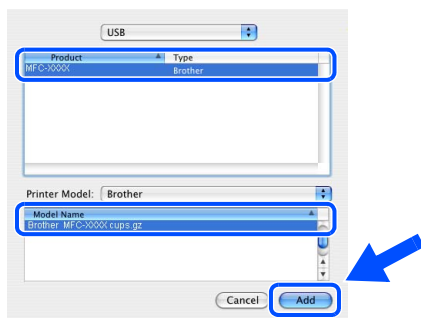 USB
Product Type
MFC-XXXX Brother
Printer Model: Brother
Model Name
Brother MFC-XXXX cups.gz
Cancel Add